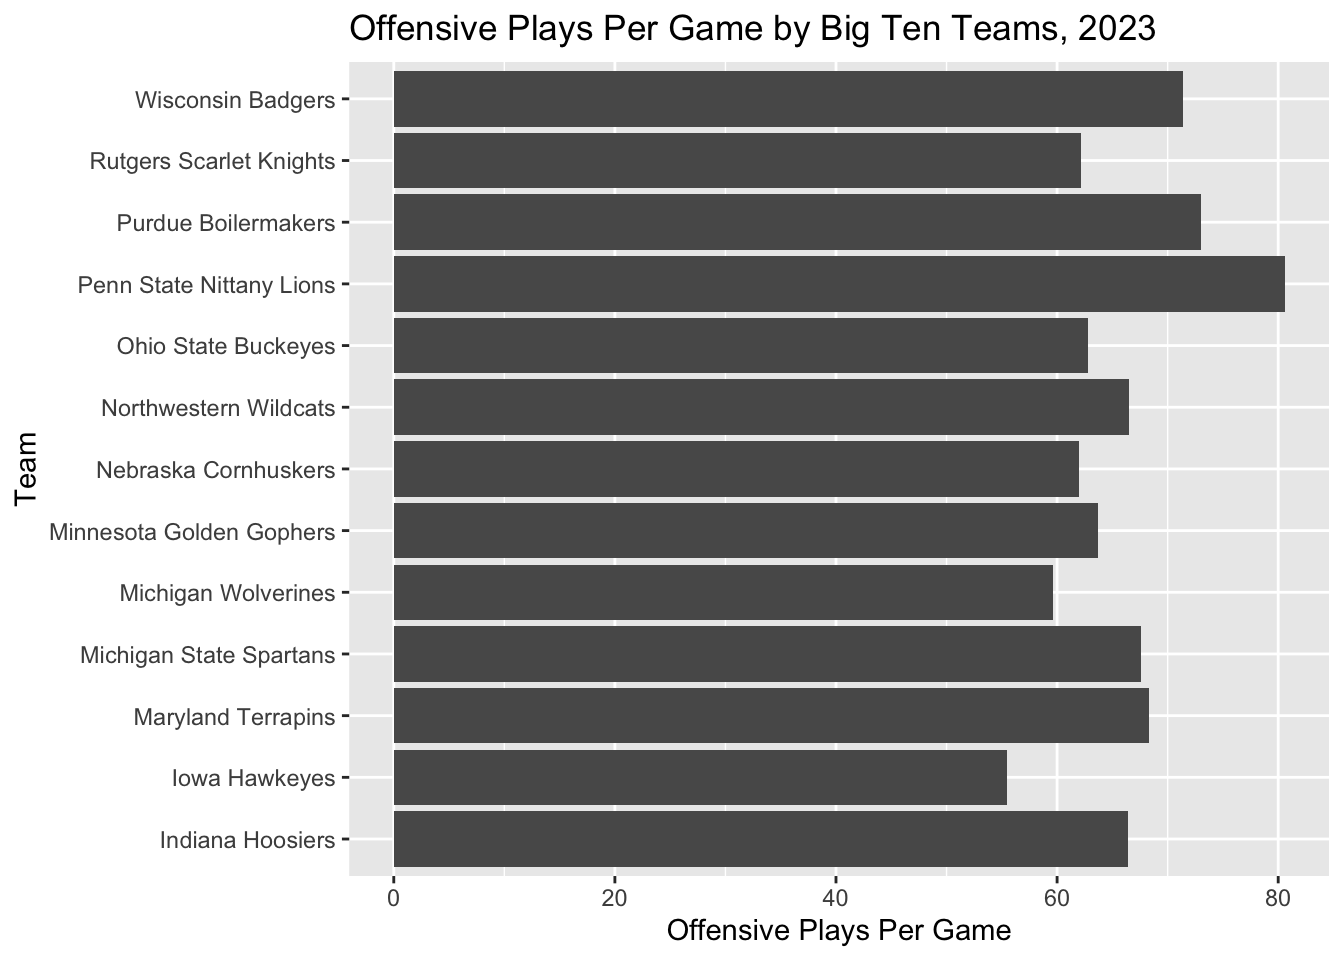 Offensive Plays Per Game by Big Ten Teams, 2023
Team
Wisconsin Badgers
Rutgers Scarlet Knights
Purdue Boilermakers
Penn State Nittany Lions
Ohio State Buckeyes
Northwestern Wildcats
Nebraska Cornhuskers
Minnesota Golden Gophers
Michigan Wolverines
Michigan State Spartans
Maryland Terrapins
Iowa Hawkeyes
Indiana Hoosiers
0 20 40 60 80
Offensive Plays Per Game